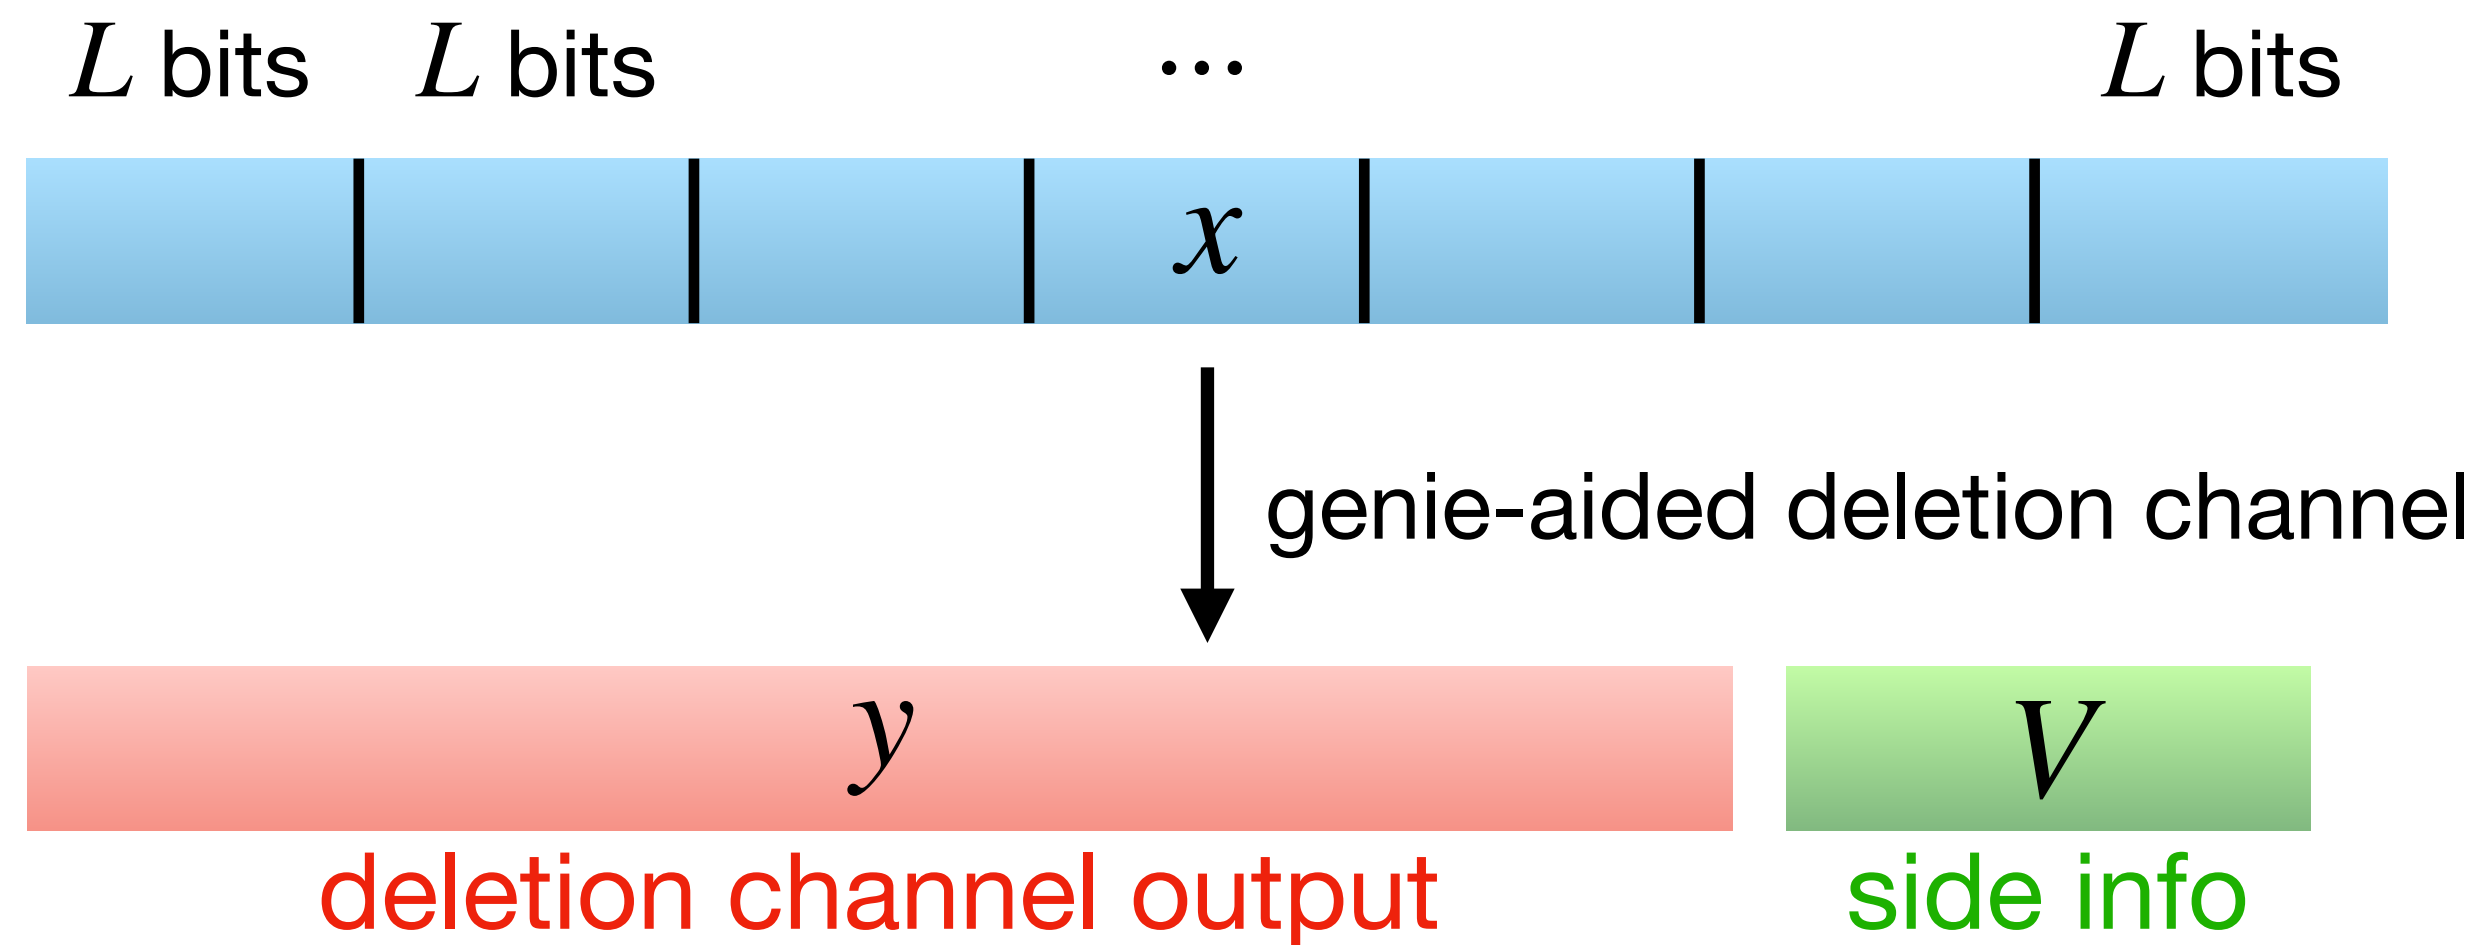 L bits L bits ... L bits
x
genie-aided deletion channel
y V
deletion channel output side info